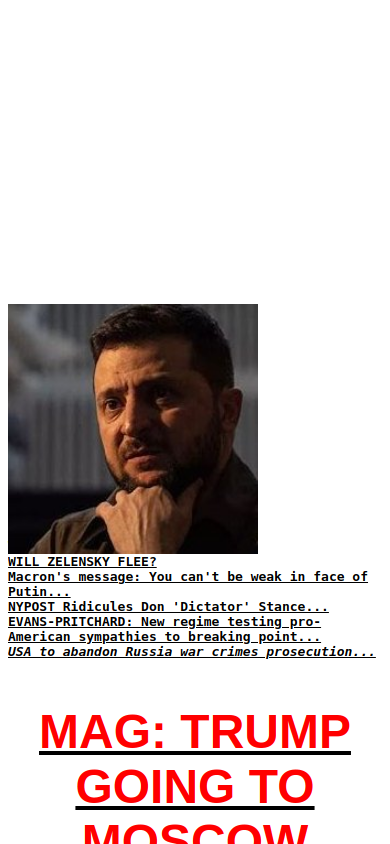 WILL ZELENSKY FLEE?
Macron's message: You can't be weak in face of
Putin...
NYPOST Ridicules Don 'Dictator' Stance...
EVANS-PRITCHARD: New regime testing pro-
American sympathies to breaking point...
USA to abandon Russia war crimes prosecution...
MAG: TRUMP
GOING TO
MOSCOW